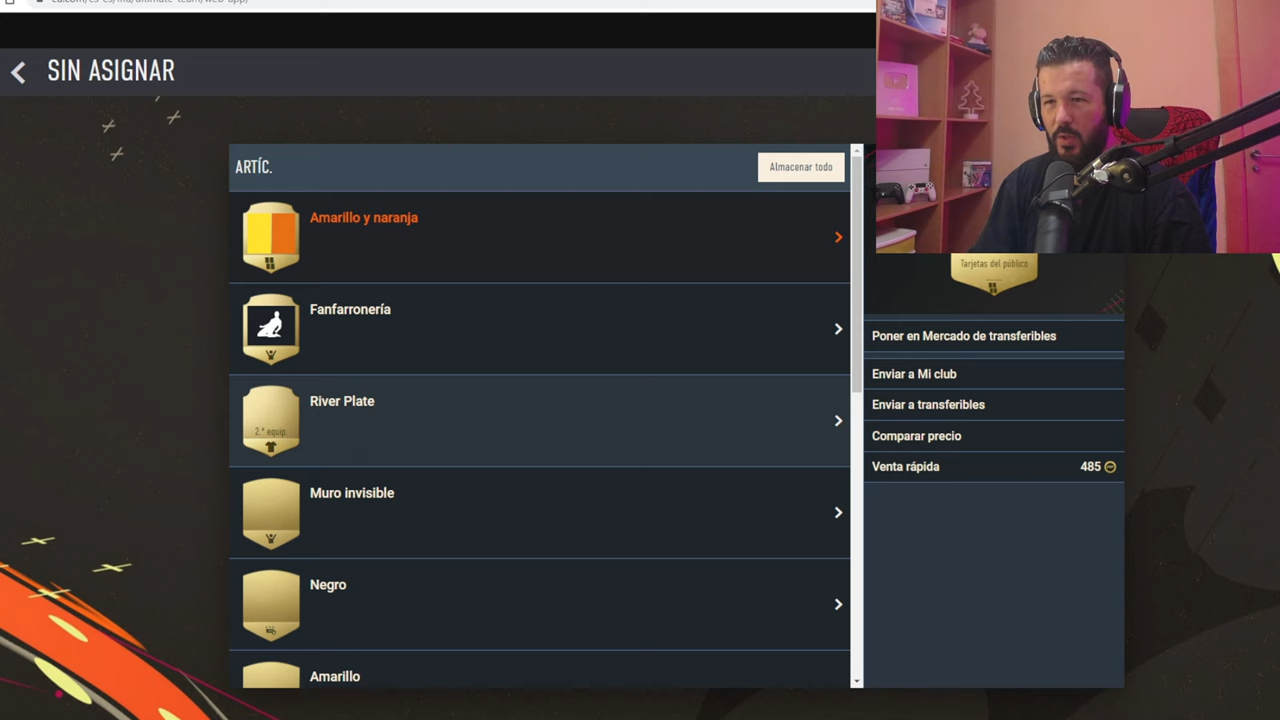 SIN ASIGNAR
ARTÍC.
Almacenar todo
Amarillo y naranja
Fanfarronería
River Plate
2.ª equip
Muro invisible
Negro
Amarillo
Tarjetas del público
Poner en Mercado de transferibles
Enviar a Mi club
Enviar a transferibles
Comparar precio
Venta rápida 485